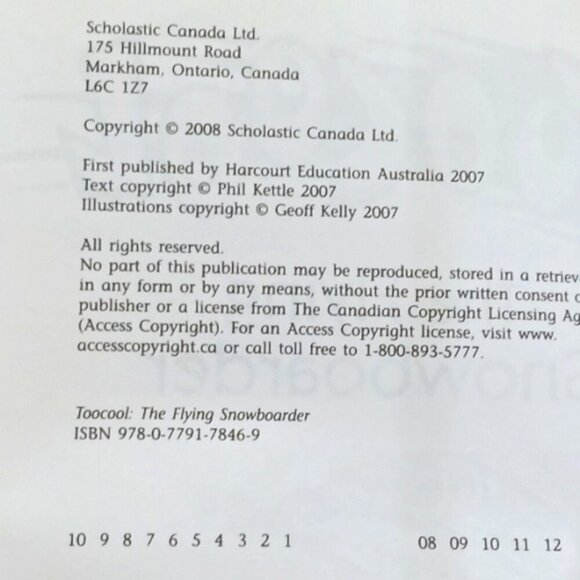 Scholastic Canada Ltd.
175 Hillmount Road
Markham, Ontario, Canada
L6C 1Z7
Copyright © 2008 Scholastic Canada Ltd.
First published by Harcourt Education Australia 2007
Text copyright © Phil Kettle 2007
Illustrations copyright © Geoff Kelly 2007
All rights reserved.
No part of this publication may be reproduced, stored in a retrieva
in any form or by any means, without the prior written consent o
publisher or a license from The Canadian Copyright Licensing Ag
(Access Copyright). For an Access Copyright license, visit www.
accesscopyright.ca or call toll free to 1-800-893-5777.
Toocool: The Flying Snowboarder
ISBN 978-0-7791-7846-9
10 9 8 7 6 5 4 3 2 1 08 09 10 11 12